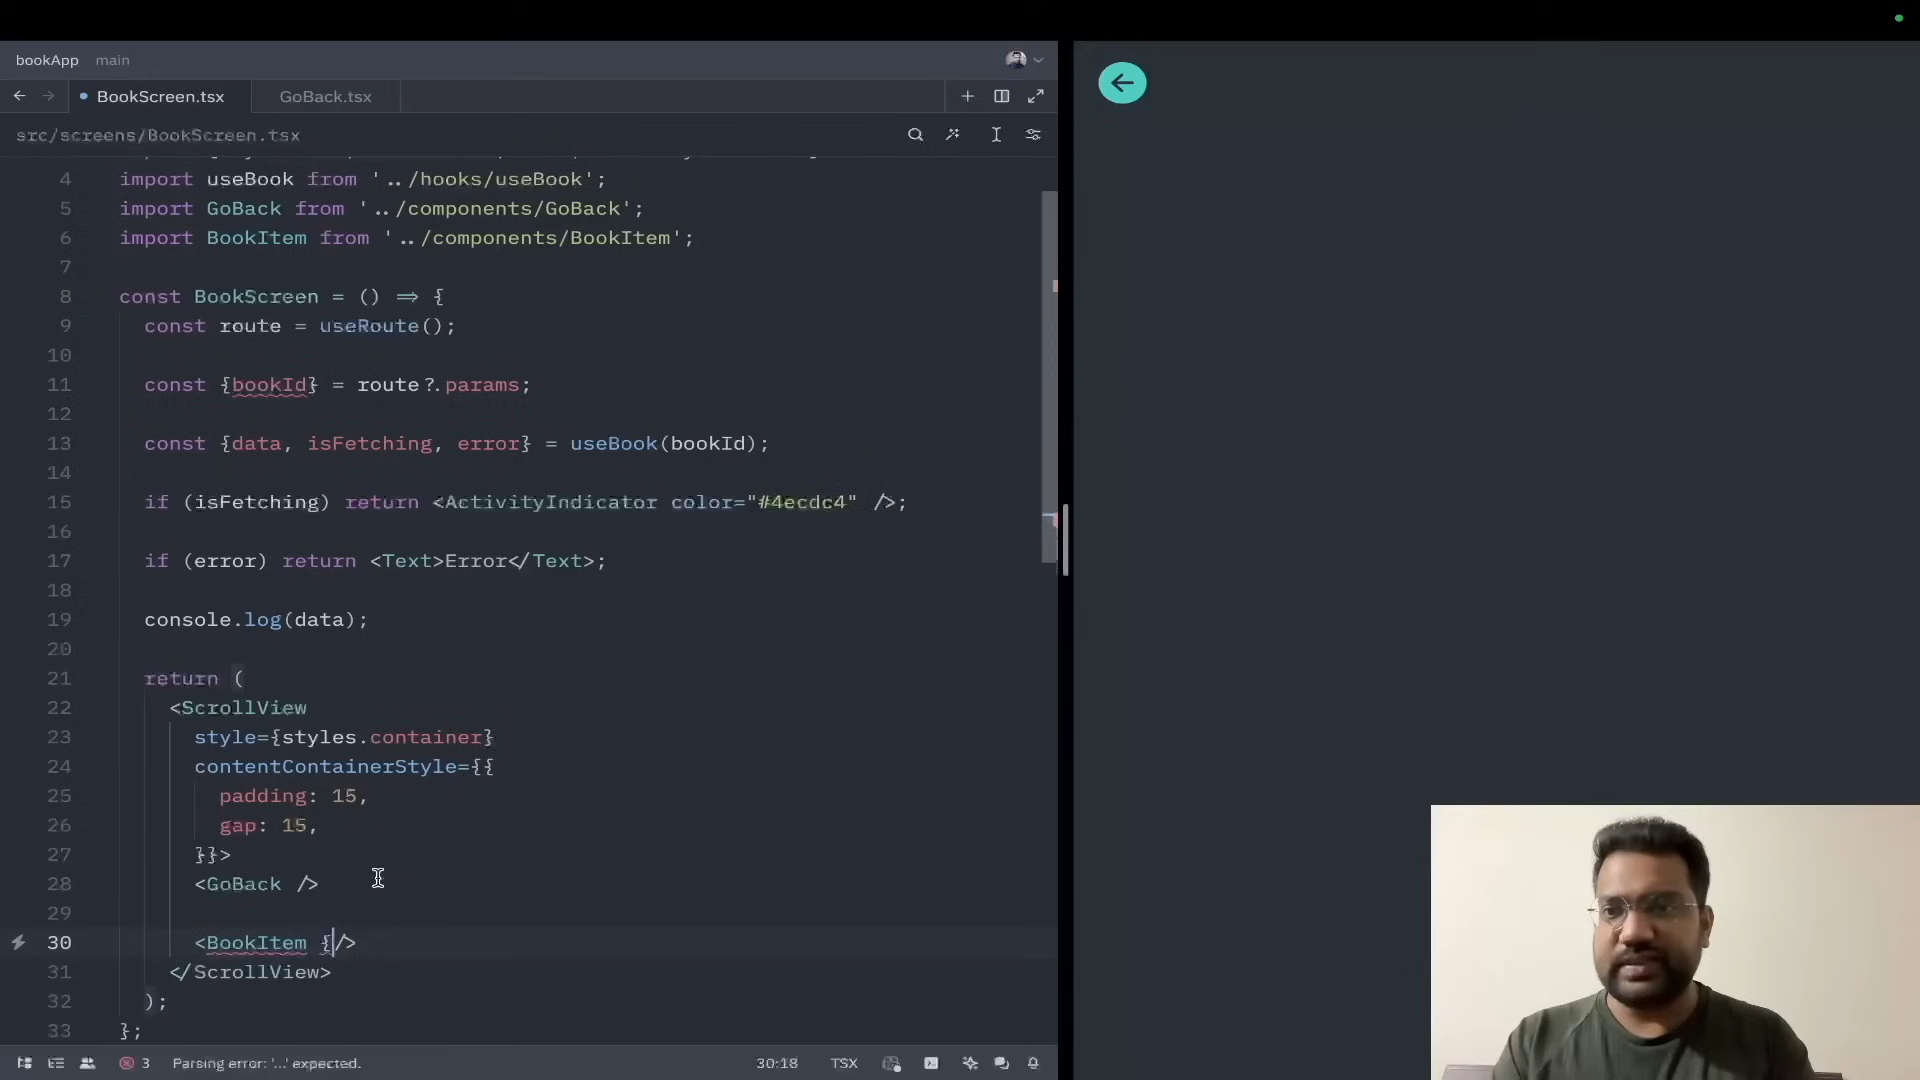 bookApp main
BookScreen.tsx GoBack.tsx
src/screens/BookScreen.tsx
4 import useBook from '../hooks/useBook';
5 import GoBack from '../components/GoBack';
6 import BookItem from '../components/BookItem';
7
8 const BookScreen = () => {
9 const route = useRoute();
10
11 const {bookId} = route?.params;
12
13 const {data, isFetching, error} = useBook(bookId);
14
15 if (isFetching) return <ActivityIndicator color="#4ecdc4" />;
16
17 if (error) return <Text>Error</Text>;
18
19 console.log(data);
20
21 return (
22 <ScrollView
23 style={styles.container}
24 contentContainerStyle={{
25 padding: 15,
26 gap: 15,
27 }}>
28 <GoBack />
29
30 <BookItem {/>
31 </ScrollView>
32 );
33 };
3 Parsing error: '...' expected. 30:18 TSX